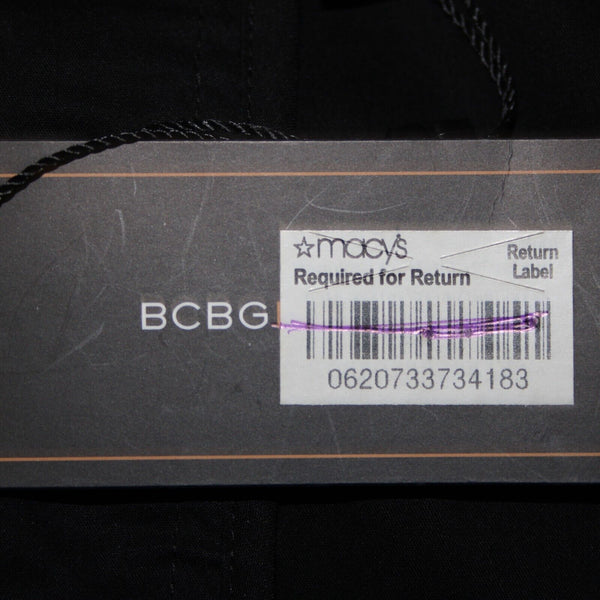 ☆macy's
Return
Label
Required for Return
BCBG
0620733734183